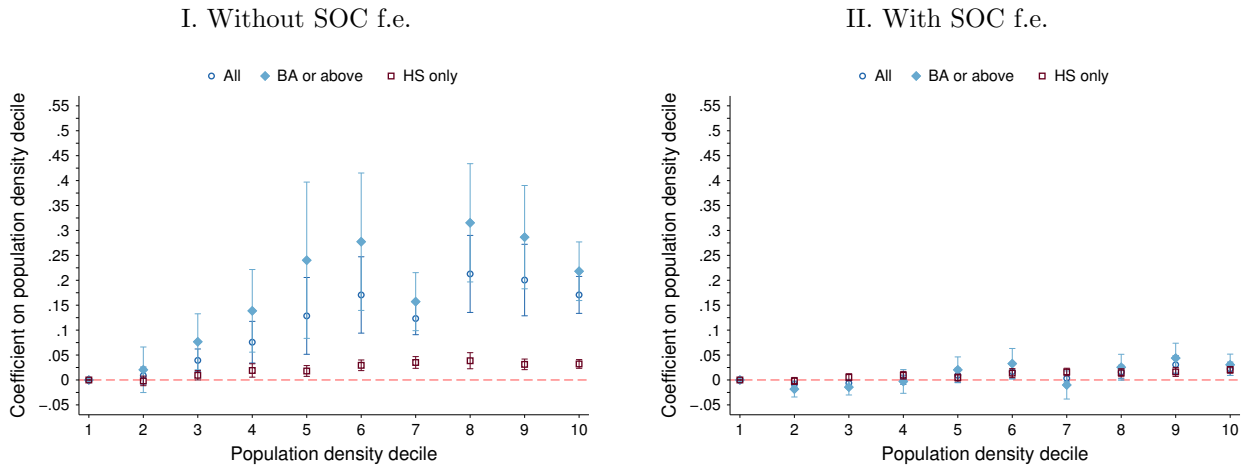 I. Without SOC f.e.
All BA or above HS only
Coefficient on population density decile
.55
.5
.45
.4
.35
.3
.25
.2
.15
.1
.05
0
-.05
1 2 3 4 5 6 7 8 9 10
Population density decile
II. With SOC f.e.
All BA or above HS only
Coefficient on population density decile
.55
.5
.45
.4
.35
.3
.25
.2
.15
.1
.05
0
-.05
1 2 3 4 5 6 7 8 9 10
Population density decile